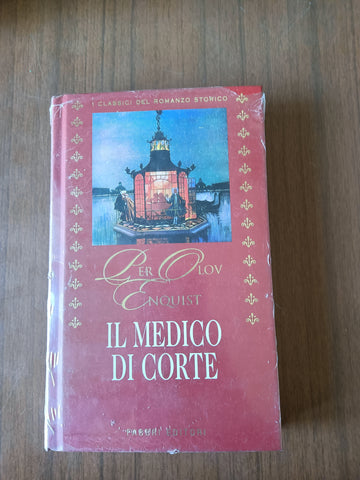 I CLASSICI DEL ROMANZO STORICO
PER OLOV
ENQUIST
IL MEDICO
DI CORTE
FABBRI EDITORI